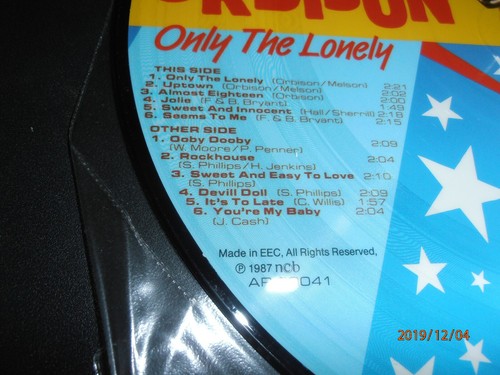 ORBISON
Only The Lonely
THIS SIDE
1. Only The Lonely (Orbison/Melson) 2:21
2. Uptown (Orbison/Melson) 2:02
3. Almost Eighteen (Orbison) 2:00
4. Jolie (F & B. Bryant) 1:49
5. Sweet And Innocent (Hall/Sherrill) 2:18
6. Seems To Me (F. & B. Bryant) 2:15
OTHER SIDE
1. Ooby Dooby 2:09
(W. Moore/P. Penner)
2. Rockhouse 2:04
(S. Phillips/H. Jenkins)
3. Sweet And Easy To Love 2:10
(S. Phillips)
4. Devill Doll (S. Phillips) 2:09
5. It's To Late (C. Willis) 1:57
6. You're My Baby 2:04
(J. Cash)
Made in EEC, All Rights Reserved,
℗ 1987 ncb
2019/12/04